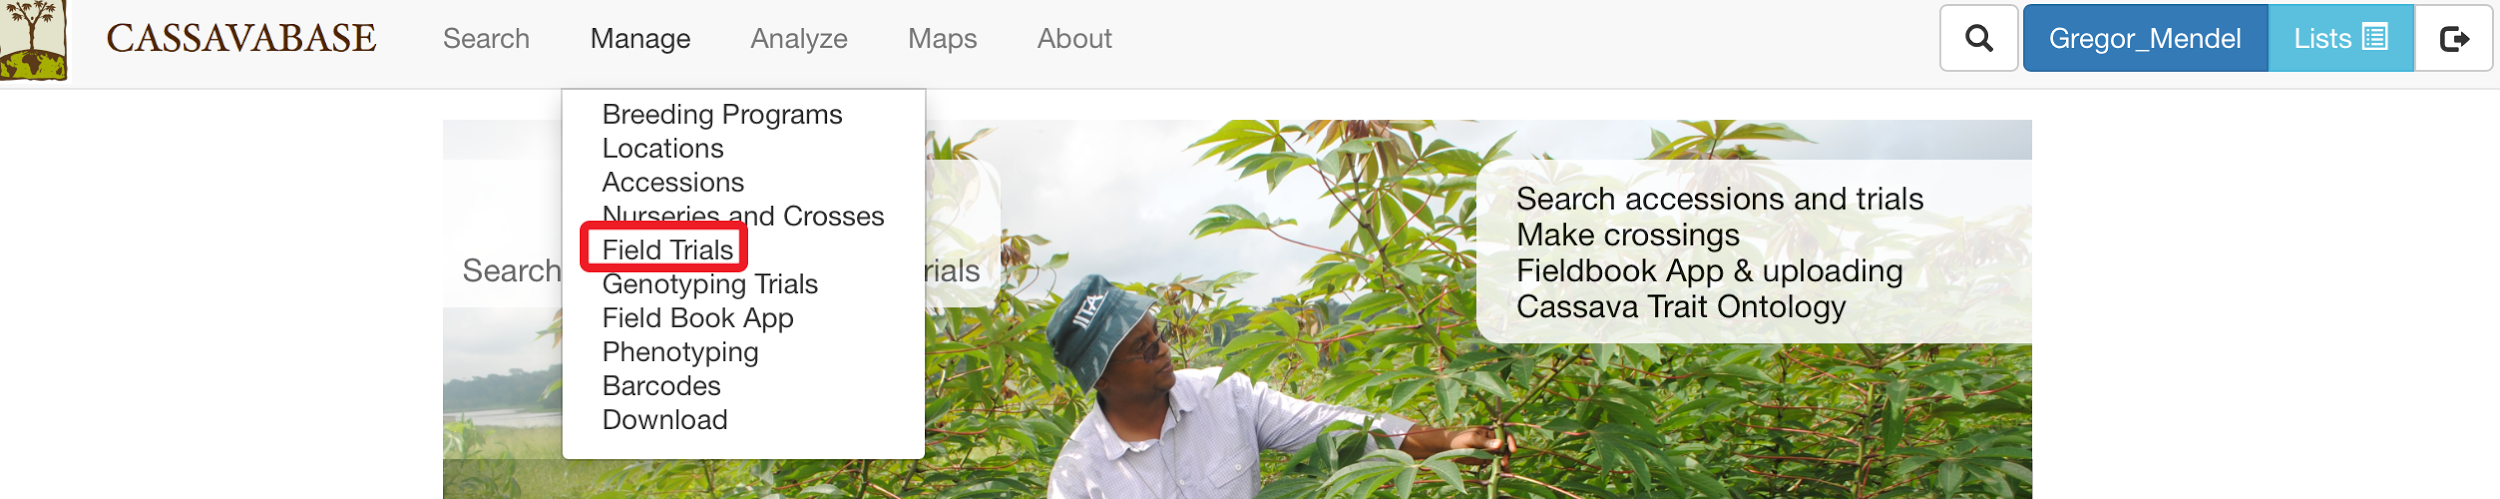 CASSAVABASE
Search
Manage
Analyze
Maps
About
Gregor_Mendel
Lists
Breeding Programs
Locations
Accessions
Nurseries and Crosses
Field Trials
Genotyping Trials
Field Book App
Phenotyping
Barcodes
Download
Search
rials
IITA
Search accessions and trials
Make crossings
Fieldbook App & uploading
Cassava Trait Ontology